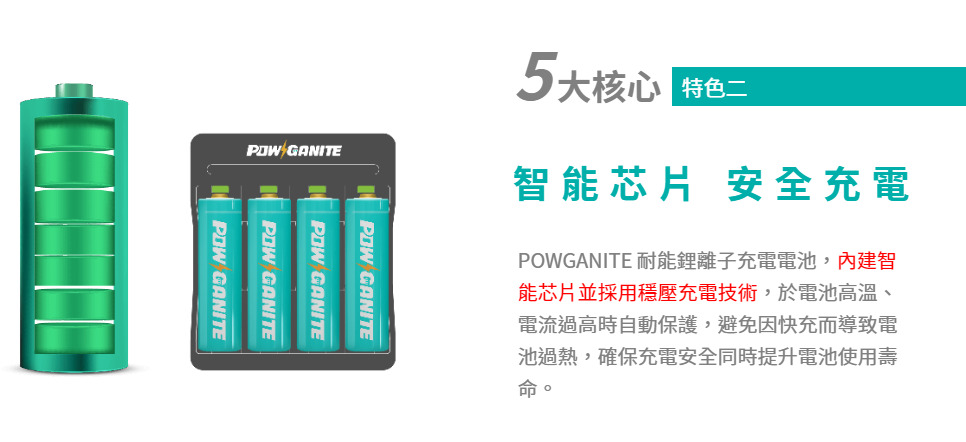 5大核心 特色二
智能芯片 安全充電
POWGANITE 耐能鋰離子充電電池，內建智
能芯片並採用穩壓充電技術，於電池高溫、
電流過高時自動保護，避免因快充而導致電
池過熱，確保充電安全同時提升電池使用壽
命。
POWGANITE
POWGANITE
POWGANITE
POWGANITE
POWGANITE